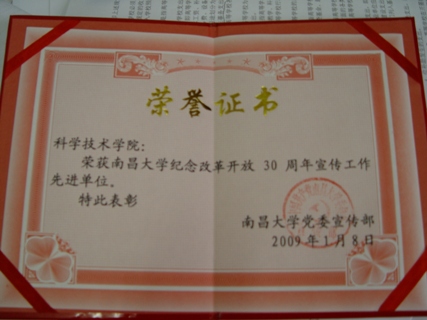 荣誉证书
科学技术学院:
荣获南昌大学纪念改革开放 30 周年宣传工作
先进单位。
特此表彰
南昌大学党委宣传部
2009 年 1 月 8 日